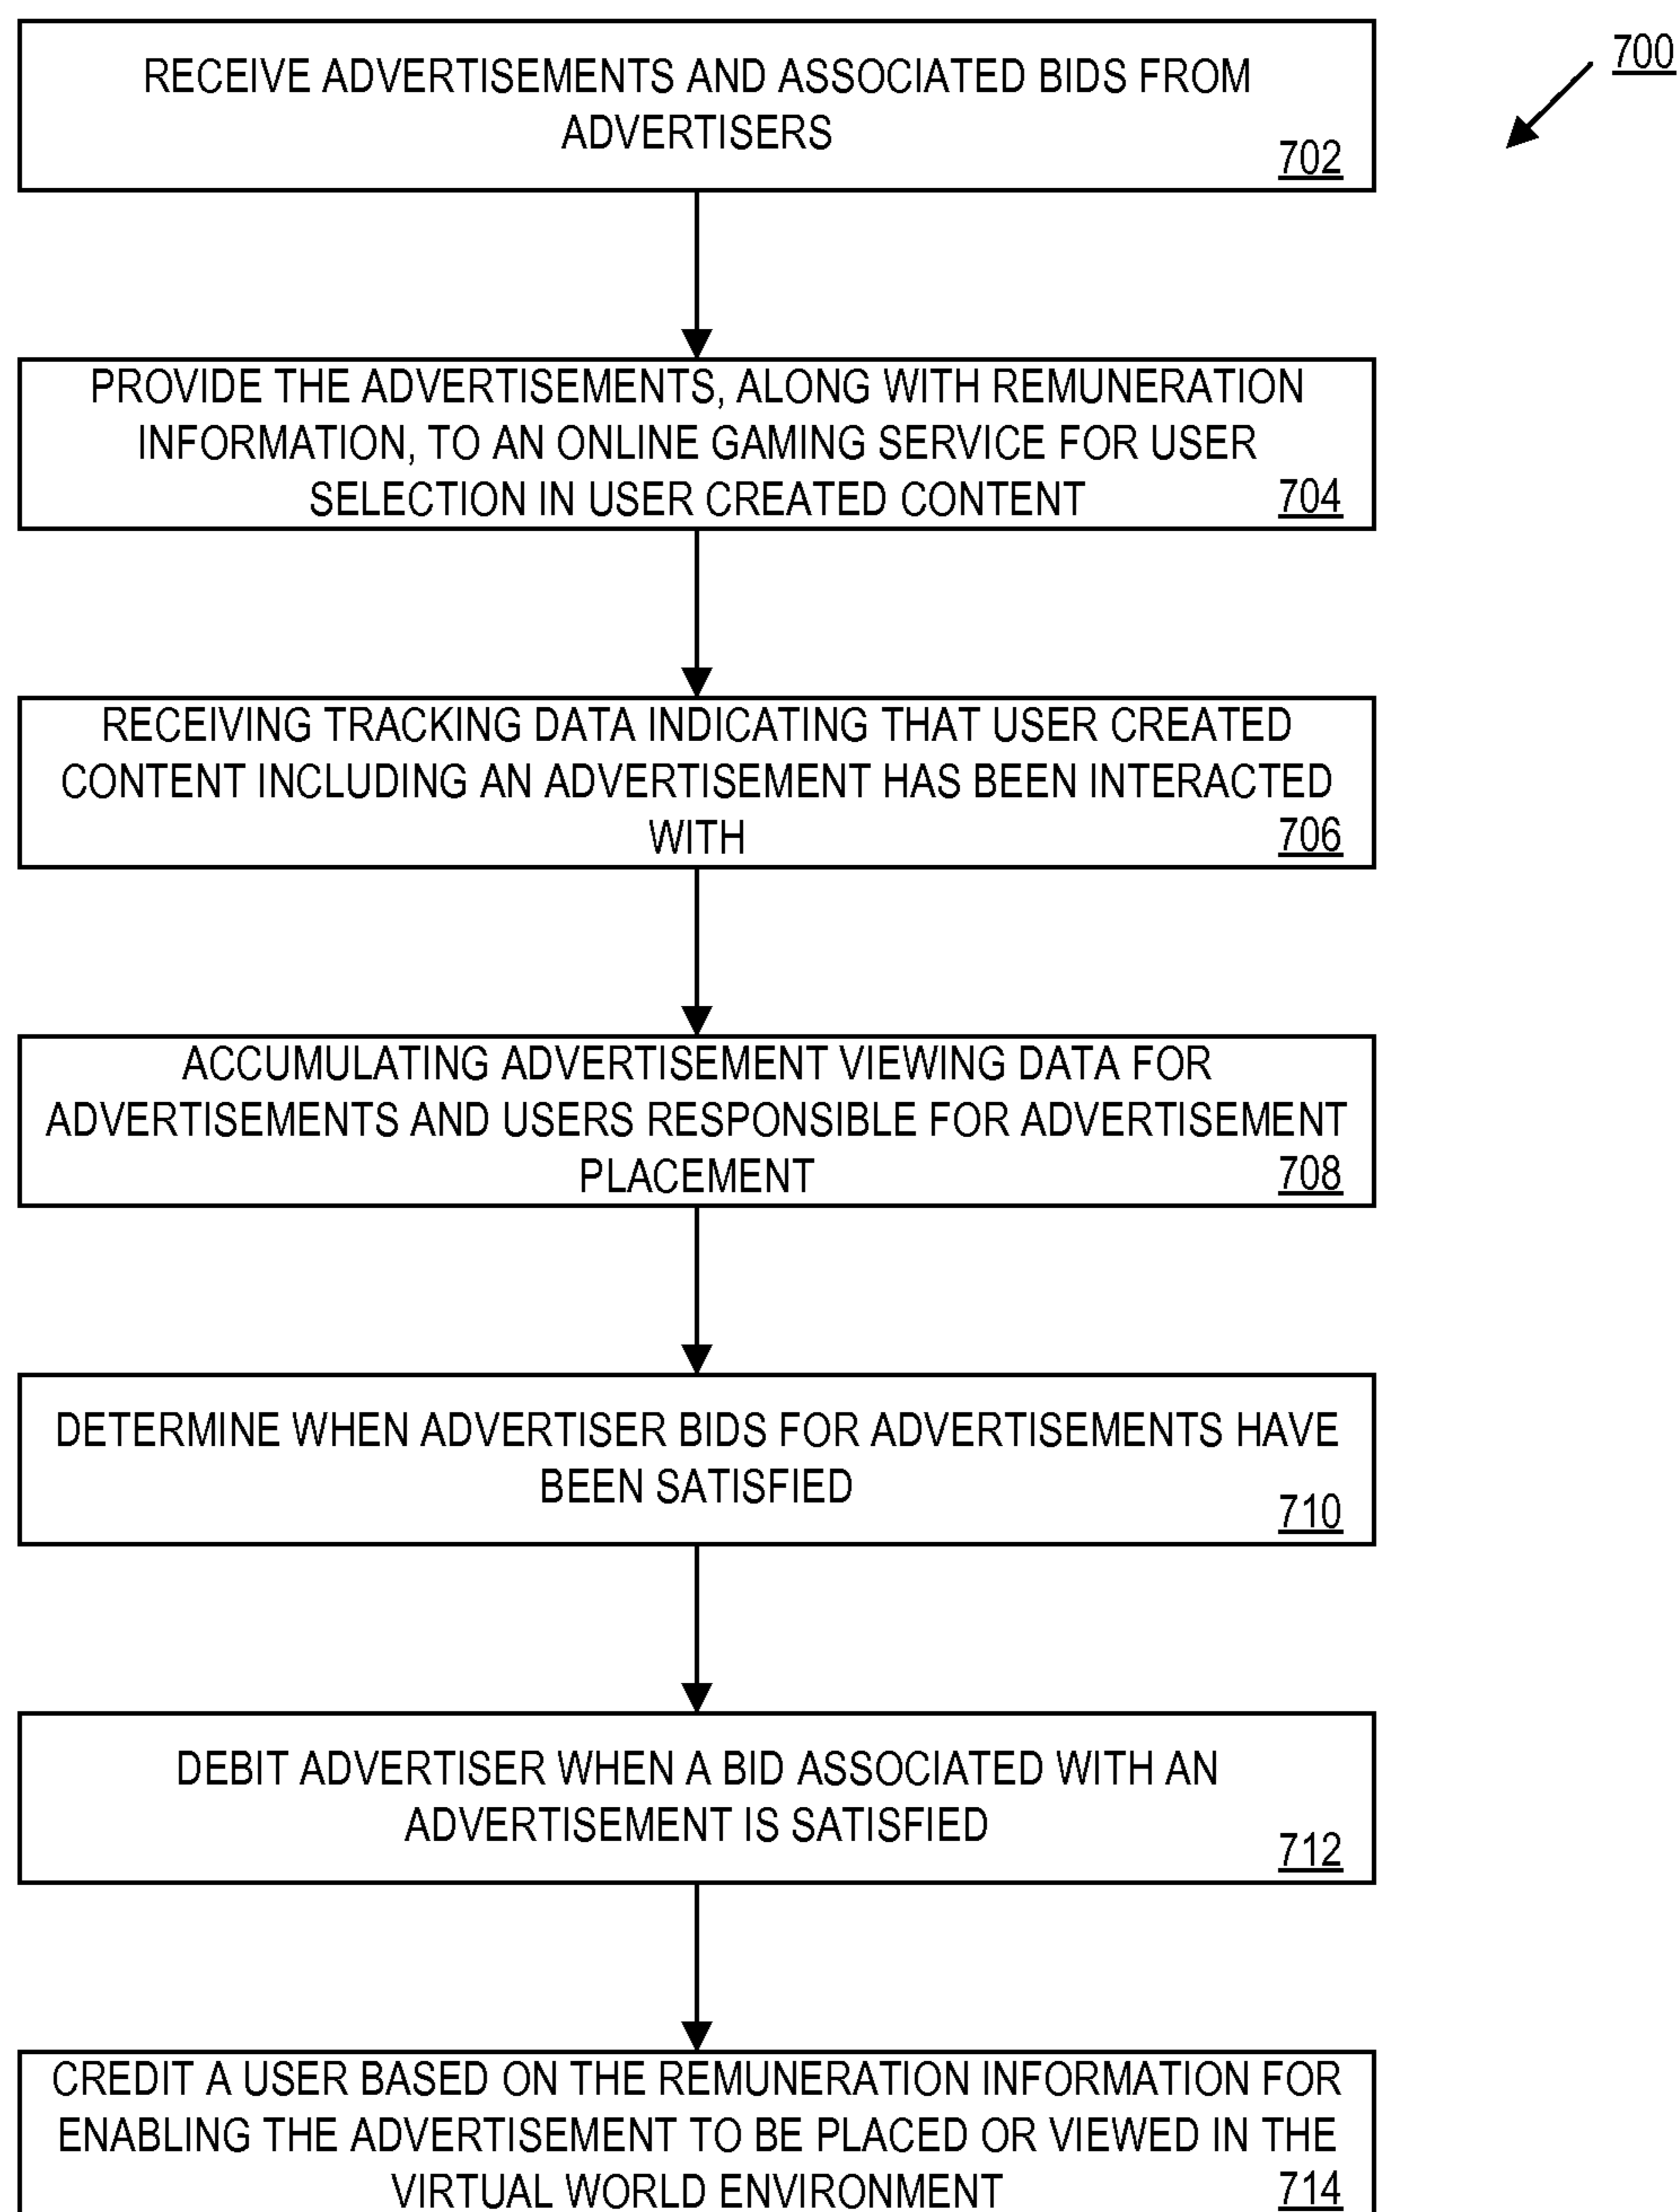 700
RECEIVE ADVERTISEMENTS AND ASSOCIATED BIDS FROM
ADVERTISERS
702
PROVIDE THE ADVERTISEMENTS, ALONG WITH REMUNERATION
INFORMATION, TO AN ONLINE GAMING SERVICE FOR USER
SELECTION IN USER CREATED CONTENT
704
RECEIVING TRACKING DATA INDICATING THAT USER CREATED
CONTENT INCLUDING AN ADVERTISEMENT HAS BEEN INTERACTED
WITH
706
ACCUMULATING ADVERTISEMENT VIEWING DATA FOR
ADVERTISEMENTS AND USERS RESPONSIBLE FOR ADVERTISEMENT
PLACEMENT
708
DETERMINE WHEN ADVERTISER BIDS FOR ADVERTISEMENTS HAVE
BEEN SATISFIED
710
DEBIT ADVERTISER WHEN A BID ASSOCIATED WITH AN
ADVERTISEMENT IS SATISFIED
712
CREDIT A USER BASED ON THE REMUNERATION INFORMATION FOR
ENABLING THE ADVERTISEMENT TO BE PLACED OR VIEWED IN THE
VIRTUAL WORLD ENVIRONMENT
714